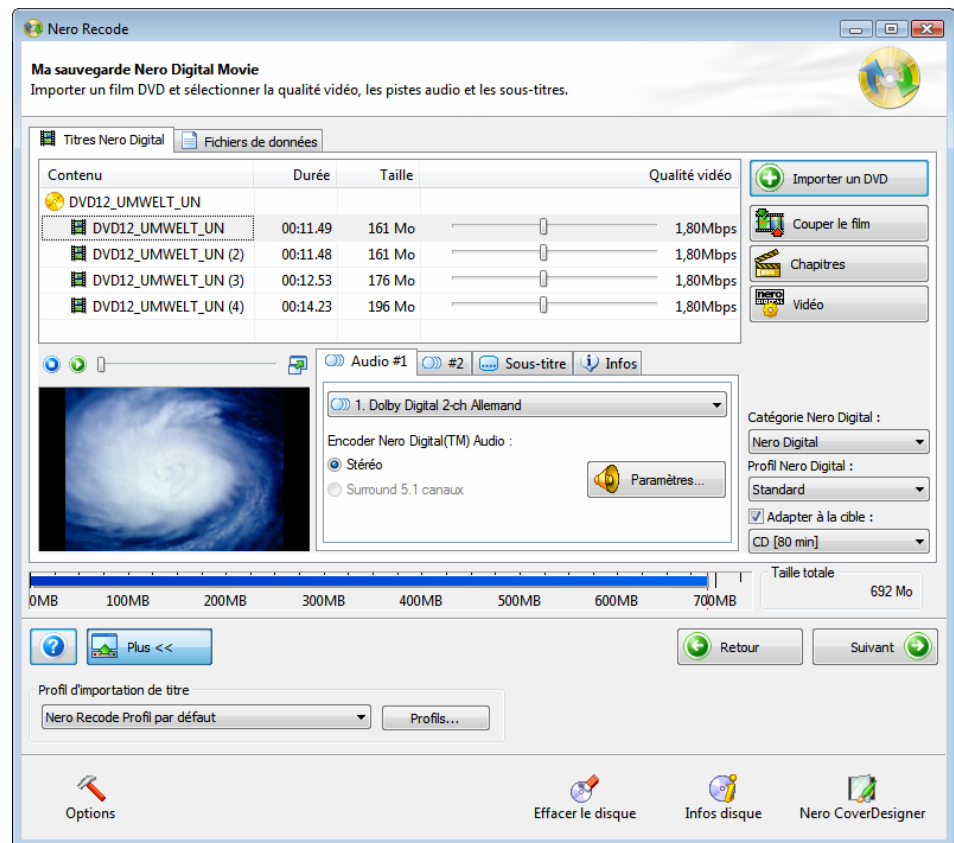 Nero Recode
Ma sauvegarde Nero Digital Movie
Importer un film DVD et sélectionner la qualité vidéo, les pistes audio et les sous-titres.
Titres Nero Digital Fichiers de données
Contenu Durée Taille Qualité vidéo
DVD12_UMWELT_UN
DVD12_UMWELT_UN 00:11.49 161 Mo 1,80Mbps
DVD12_UMWELT_UN (2) 00:11.48 161 Mo 1,80Mbps
DVD12_UMWELT_UN (3) 00:12.53 176 Mo 1,80Mbps
DVD12_UMWELT_UN (4) 00:14.23 196 Mo 1,80Mbps
Importer un DVD
Couper le film
Chapitres
nero DIGITAL Vidéo
Audio #1 #2 Sous-titre Infos
1. Dolby Digital 2-ch Allemand
Encoder Nero Digital(TM) Audio :
Stéréo
Surround 5.1 canaux
Paramètres...
Catégorie Nero Digital :
Nero Digital
Profil Nero Digital :
Standard
Adapter à la cible :
CD [80 min]
0MB 100MB 200MB 300MB 400MB 500MB 600MB 700MB
Taille totale
692 Mo
Plus <<
Retour Suivant
Profil d'importation de titre
Nero Recode Profil par défaut Profils...
Options Effacer le disque Infos disque Nero CoverDesigner